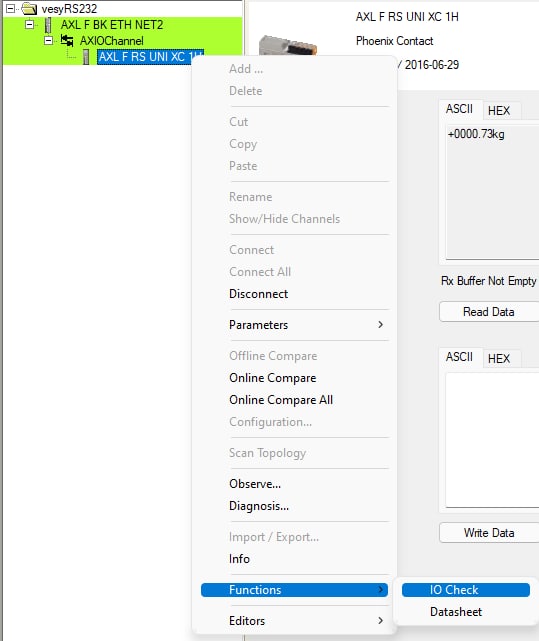 vesyRS232
AXL F BK ETH NET2
AXIOChannel
AXL F RS UNI XC 1H
AXL F RS UNI XC 1H
Phoenix Contact
/ 2016-06-29
Add ...
Delete
Cut
Copy
Paste
Rename
Show/Hide Channels
Connect
Connect All
Disconnect
Parameters
Offline Compare
Online Compare
Online Compare All
Configuration...
Scan Topology
Observe...
Diagnosis...
Import / Export...
Info
Functions
Editors
IO Check
Datasheet
ASCII HEX
+0000.73kg
Rx Buffer Not Empty
Read Data
ASCII HEX
Write Data